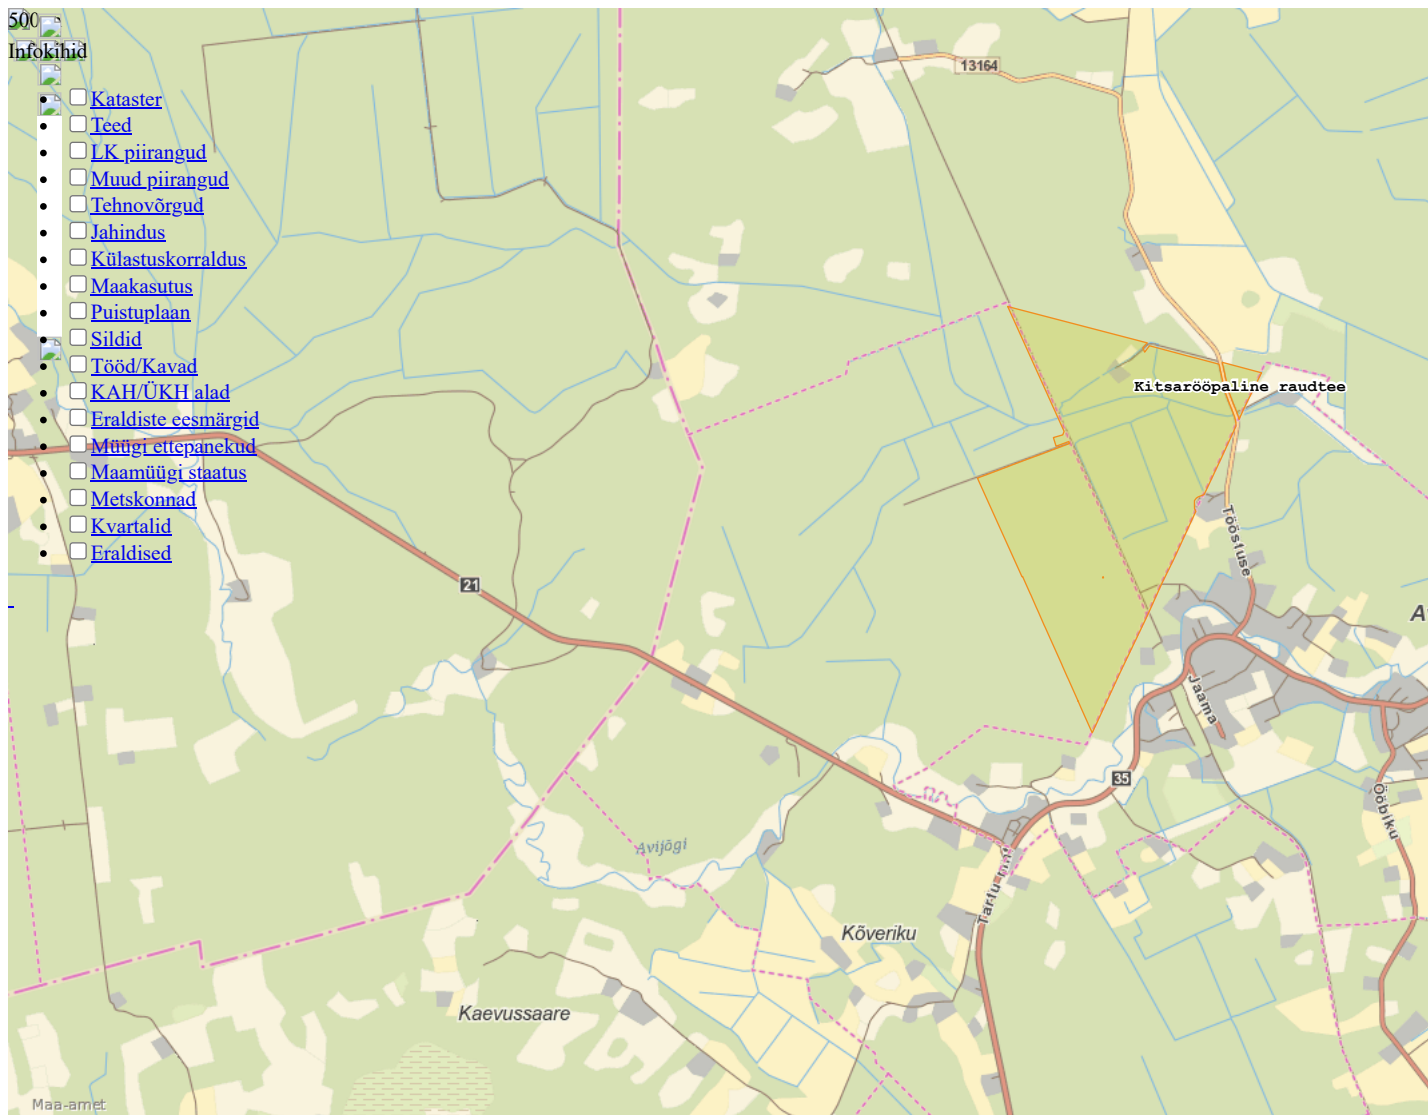 500
Infokihid
Kataster
Teed
LK piirangud
Muud piirangud
Tehnovõrgud
Jahindus
Külastuskorraldus
Maakasutus
Puistuplaan
Sildid
Tööd/Kavad
KAH/ÜKH alad
Eraldiste eesmärgid
Müügi ettepanekud
Maamüügi staatus
Metskonnad
Kvartalid
Eraldised
13164
Kitsarööpaline raudtee
Tööstuse
21
Jaama
35
Ööbiku
Avijõgi
Tartu mnt
Kõveriku
Kaevussaare
Maa-amet